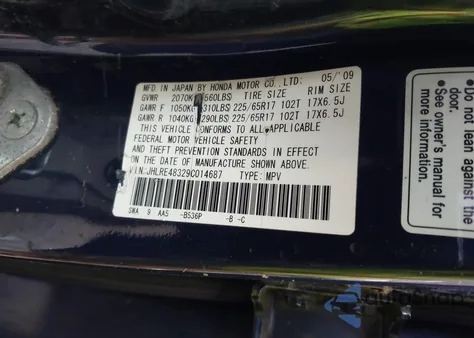 MFD. IN JAPAN BY HONDA MOTOR CO., LTD. 05/'09
GVWR 2070KG 4560LBS TIRE SIZE RIM SIZE
GAWR F 1050KG 2310LBS 225/65R17 102T 17X6.5J
GAWR R 1040KG 2290LBS 225/65R17 102T 17X6.5J
THIS VEHICLE CONFORMS TO ALL APPLICABLE
FEDERAL MOTOR VEHICLE SAFETY
AND THEFT PREVENTION STANDARDS IN EFFECT
ON THE DATE OF MANUFACTURE SHOWN ABOVE.
V.I.N: JHLRE48329C014687 TYPE: MPV
SWA 9 AA5 -B536P -B -C
Do not lean
can
the door
See owner's
manual for
more
autosnap